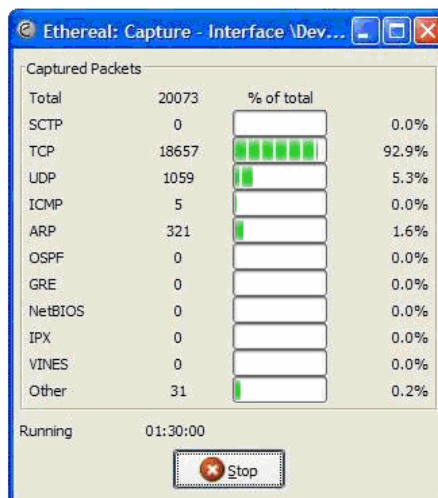 Ethereal: Capture - Interface \Dev...
Captured Packets
Total 20073 % of total
SCTP 0 0.0%
TCP 18657 92.9%
UDP 1059 5.3%
ICMP 5 0.0%
ARP 321 1.6%
OSPF 0 0.0%
GRE 0 0.0%
NetBIOS 0 0.0%
IPX 0 0.0%
VINES 0 0.0%
Other 31 0.2%
Running 01:30:00
Stop